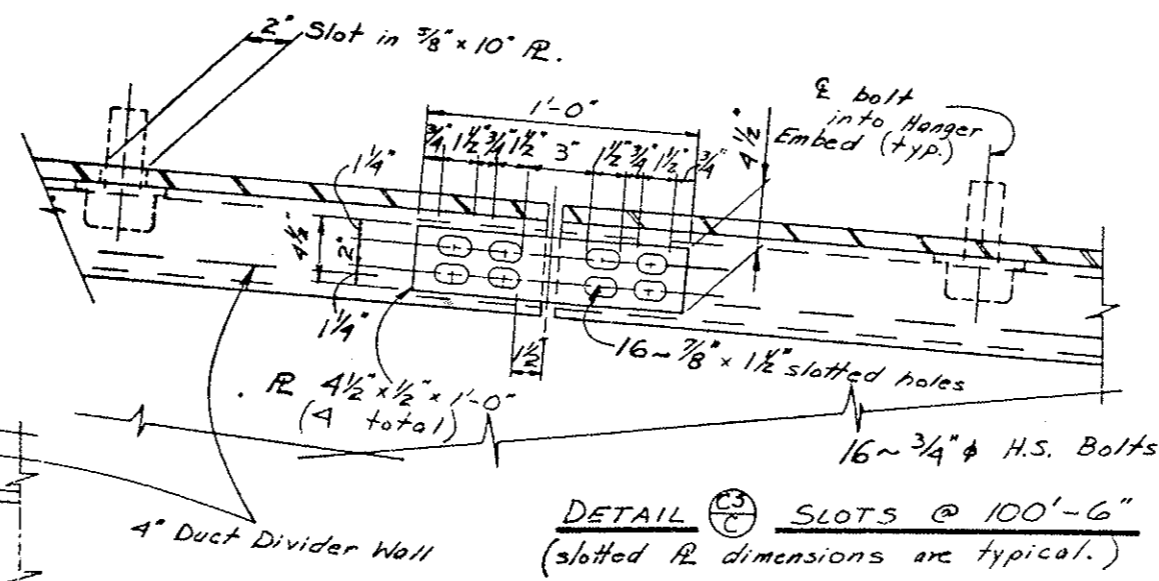 2" Slot in 5/8" x 10" PL.
1'-0"
3/4" 1 1/2" 3/4" 1 1/2" 3" 1 1/2" 3/4" 1 1/2" 3/4"
4 1/2"
℄ bolt
into Hanger
Embed (typ.)
1 1/4"
4 1/2"
2"
1 1/4"
1 1/2"
16~ 7/8" x 1 1/2" slotted holes
PL 4 1/2" x 1/2" x 1'-0"
(4 total)
16~ 3/4" ϕ H.S. Bolts
4" Duct Divider Wall
DETAIL C3/C SLOTS @ 100'-6"
(slotted PL dimensions are typical.)